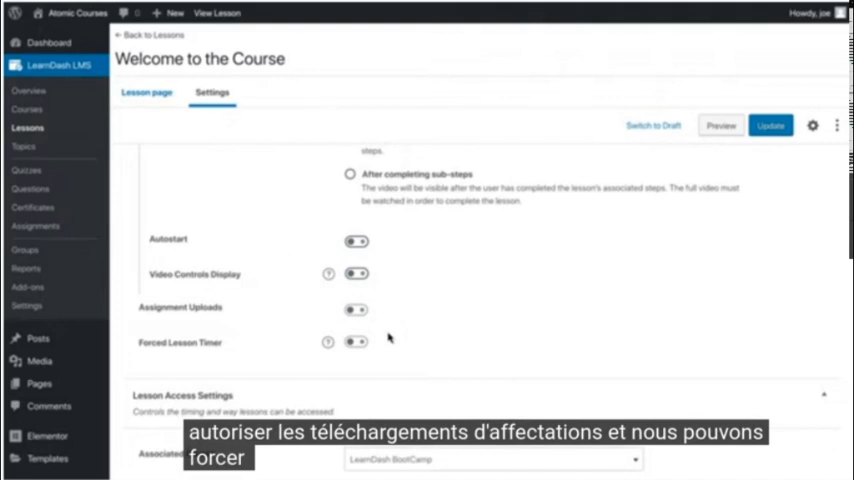 Atomic Courses 0 + New View Lesson Howdy, joe
Dashboard
LearnDash LMS
Overview
Courses
Lessons
Topics
Quizzes
Questions
Certificates
Assignments
Groups
Reports
Add-ons
Settings
Posts
Media
Pages
Comments
Elementor
Templates
← Back to Lessons
Welcome to the Course
Lesson page Settings
Switch to Draft Preview Update
steps.
After completing sub-steps
The video will be visible after the user has completed the lesson's associated steps. The full video must
be watched in order to complete the lesson.
Autostart
Video Controls Display ?
Assignment Uploads
Forced Lesson Timer ?
Lesson Access Settings
Controls the timing and way lessons can be accessed
Associated
LearnDash BootCamp
autoriser les téléchargements d'affectations et nous pouvons
forcer